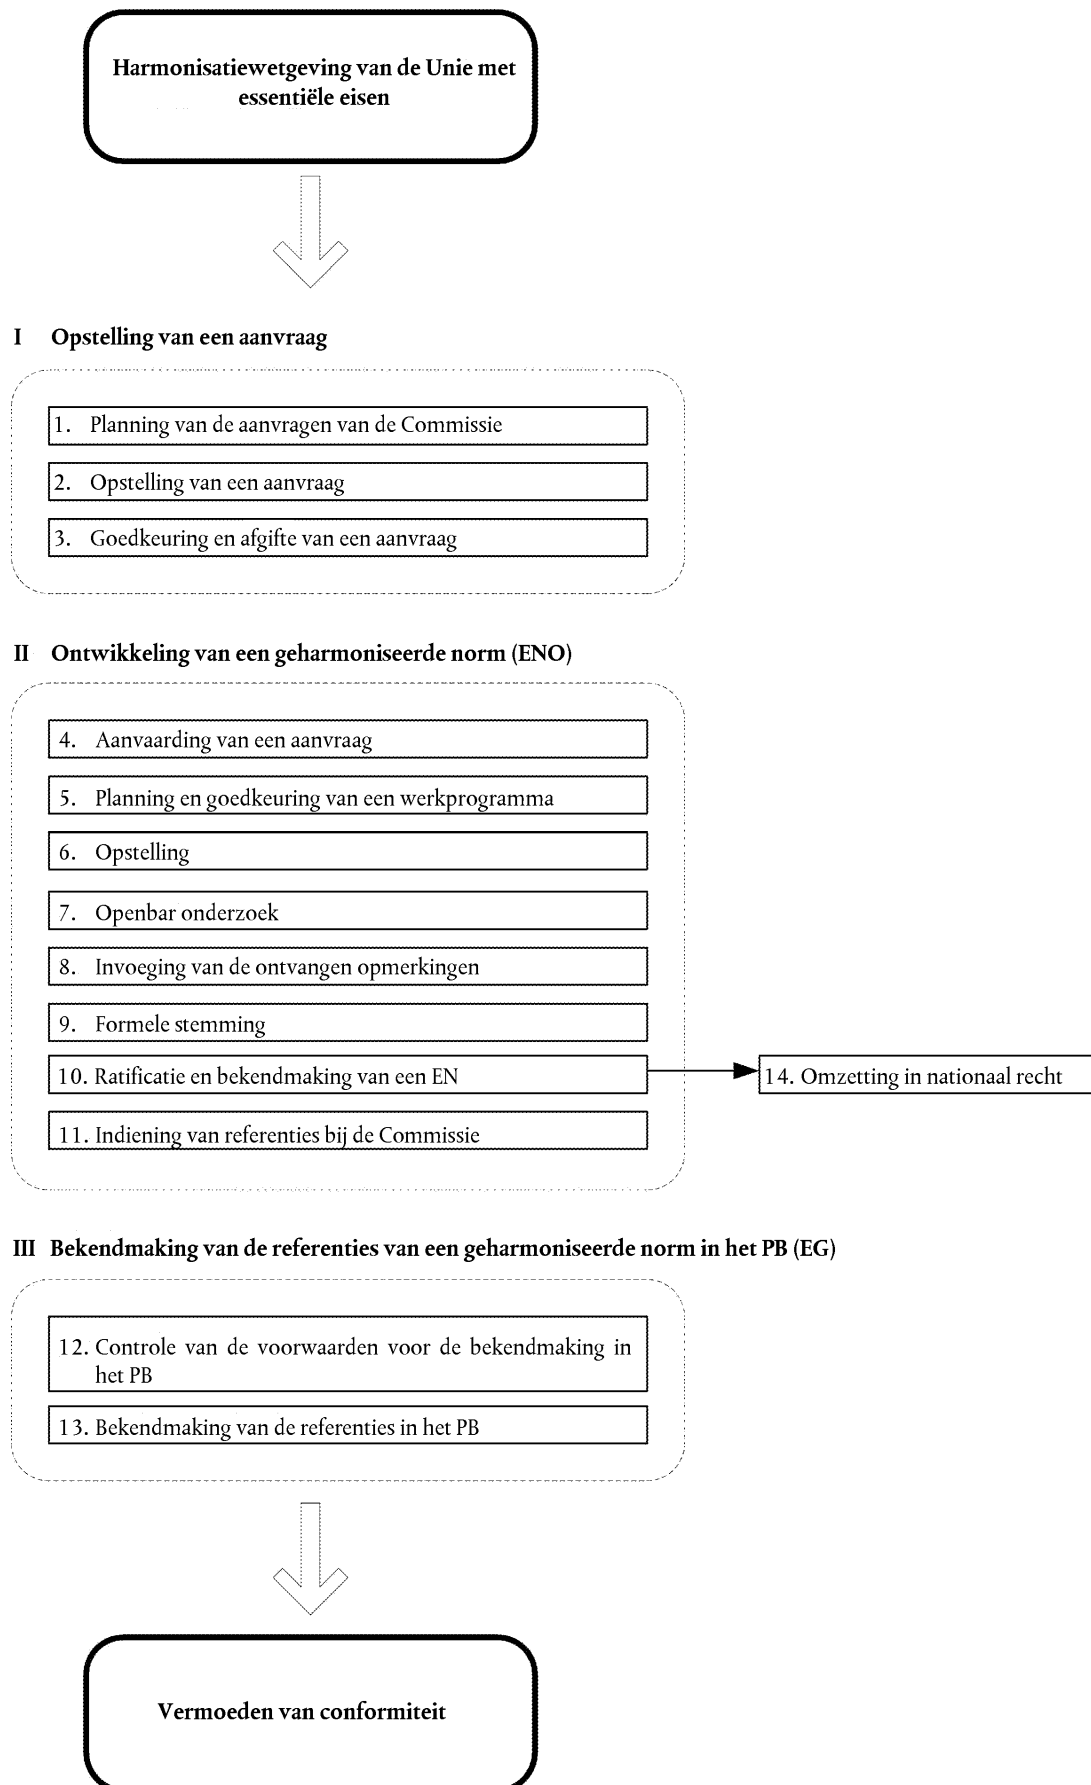 Harmonisatiewetgeving van de Unie met
essentiële eisen
I Opstelling van een aanvraag
1. Planning van de aanvragen van de Commissie
2. Opstelling van een aanvraag
3. Goedkeuring en afgifte van een aanvraag
II Ontwikkeling van een geharmoniseerde norm (ENO)
4. Aanvaarding van een aanvraag
5. Planning en goedkeuring van een werkprogramma
6. Opstelling
7. Openbar onderzoek
8. Invoeging van de ontvangen opmerkingen
9. Formele stemming
10. Ratificatie en bekendmaking van een EN
14. Omzetting in nationaal recht
11. Indiening van referenties bij de Commissie
III Bekendmaking van de referenties van een geharmoniseerde norm in het PB (EG)
12. Controle van de voorwaarden voor de bekendmaking in
het PB
13. Bekendmaking van de referenties in het PB
Vermoeden van conformiteit